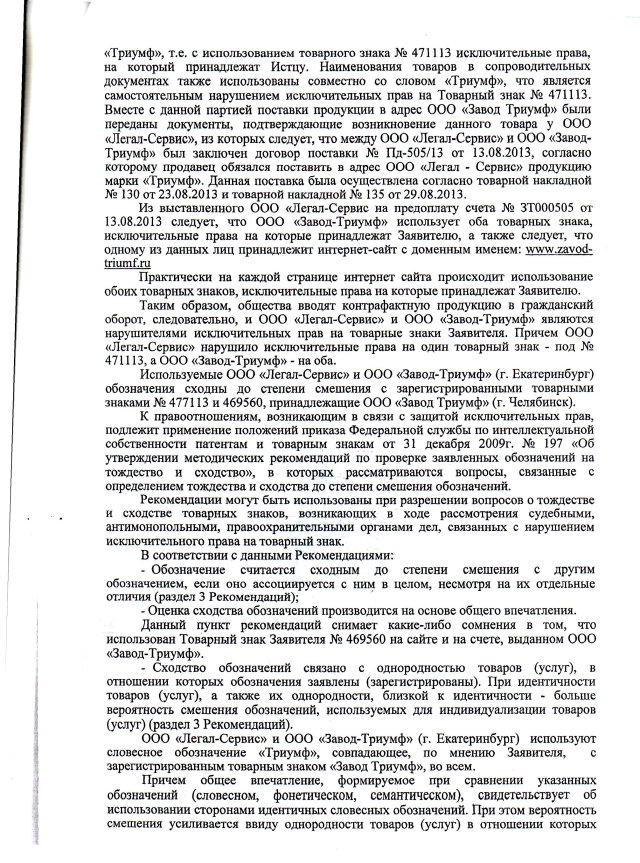 «Триумф», т.е. с использованием товарного знака № 471113 исключительные права,
на который принадлежат Истцу. Наименования товаров в сопроводительных
документах также использованы совместно со словом «Триумф», что является
самостоятельным нарушением исключительных прав на Товарный знак № 471113.
Вместе с данной партией поставки продукции в адрес ООО «Завод Триумф» были
переданы документы, подтверждающие возникновение данного товара у ООО
«Легал-Сервис», из которых следует, что между ООО «Легал-Сервис» и ООО «Завод-
Триумф» был заключен договор поставки № Пд-505/13 от 13.08.2013, согласно
которому продавец обязался поставить в адрес ООО «Легал - Сервис» продукцию
марки «Триумф». Данная поставка была осуществлена согласно товарной накладной
№ 130 от 23.08.2013 и товарной накладной № 135 от 29.08.2013.
Из выставленного ООО «Легал-Сервис на предоплату счета № ЗТ000505 от
13.08.2013 следует, что ООО «Завод-Триумф» использует оба товарных знака,
исключительные права на которые принадлежат Заявителю, а также следует, что
одному из данных лиц принадлежит интернет-сайт с доменным именем: www.zavod-
triumf.ru
Практически на каждой странице интернет сайта происходит использование
обоих товарных знаков, исключительные права на которые принадлежат Заявителю.
Таким образом, общества вводят контрафактную продукцию в гражданский
оборот, следовательно, и ООО «Легал-Сервис» и ООО «Завод-Триумф» являются
нарушителями исключительных прав на товарные знаки Заявителя. Причем ООО
«Легал-Сервис» нарушило исключительные права на один товарный знак - под №
471113, а ООО «Завод-Триумф» - на оба.
Используемые ООО «Легал-Сервис» и ООО «Завод-Триумф» (г. Екатеринбург)
обозначения сходны до степени смешения с зарегистрированными товарными
знаками № 477113 и 469560, принадлежащие ООО «Завод Триумф» (г. Челябинск).
К правоотношениям, возникающим в связи с защитой исключительных прав,
подлежит применение положений приказа Федеральной службы по интеллектуальной
собственности патентам и товарным знакам от 31 декабря 2009г. № 197 «Об
утверждении методических рекомендаций по проверке заявленных обозначений на
тождество и сходство», в которых рассматриваются вопросы, связанные с
определением тождества и сходства до степени смешения обозначений.
Рекомендации могут быть использованы при разрешении вопросов о тождестве
и сходстве товарных знаков, возникающих в ходе рассмотрения судебными,
антимонопольными, правоохранительными органами дел, связанных с нарушением
исключительного права на товарный знак.
В соответствии с данными Рекомендациями:
- Обозначение считается сходным до степени смешения с другим
обозначением, если оно ассоциируется с ним в целом, несмотря на их отдельные
отличия (раздел 3 Рекомендаций);
- Оценка сходства обозначений производится на основе общего впечатления.
Данный пункт рекомендаций снимает какие-либо сомнения в том, что
использован Товарный знак Заявителя № 469560 на сайте и на счете, выданном ООО
«Завод-Триумф».
- Сходство обозначений связано с однородностью товаров (услуг), в
отношении которых обозначения заявлены (зарегистрированы). При идентичности
товаров (услуг), а также их однородности, близкой к идентичности - больше
вероятность смешения обозначений, используемых для индивидуализации товаров
(услуг) (раздел 3 Рекомендаций).
ООО «Легал-Сервис» и ООО «Завод-Триумф» (г. Екатеринбург) используют
словесное обозначение «Триумф», совпадающее, по мнению Заявителя, с
зарегистрированным товарным знаком «Завод Триумф», во всем.
Причем общее впечатление, формируемое при сравнении указанных
обозначений (словесном, фонетическом, семантическом), свидетельствует об
использовании сторонами идентичных словесных обозначений. При этом вероятность
смешения усиливается ввиду однородности товаров (услуг) в отношении которых